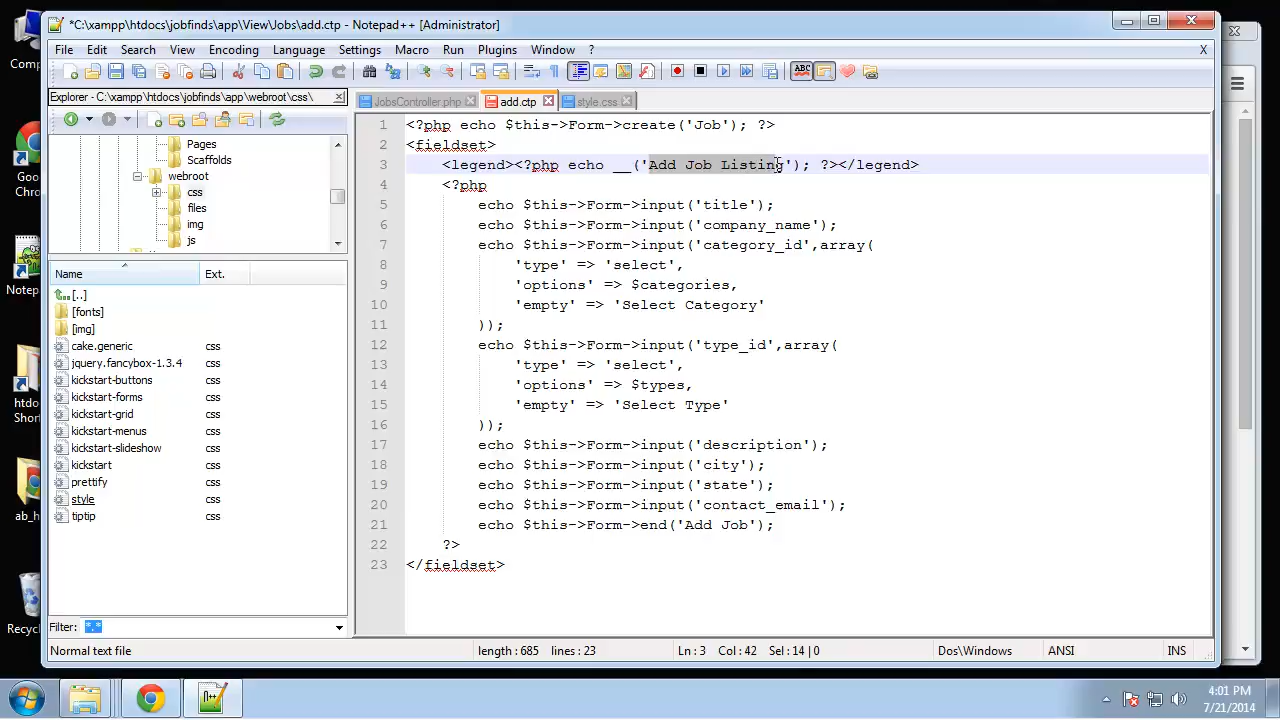 *C:\xampp\htdocs\jobfinds\app\View\Jobs\add.ctp - Notepad++ [Administrator]
File Edit Search View Encoding Language Settings Macro Run Plugins Window ? X
Explorer - C:\xampp\htdocs\jobfinds\app\webroot\css\
JobsController.php add.ctp style.css
Pages
Scaffolds
webroot
css
files
img
js
Name Ext.
[..]
[fonts]
[img]
cake.generic css
jquery.fancybox-1.3.4 css
kickstart-buttons css
kickstart-forms css
kickstart-grid css
kickstart-menus css
kickstart-slideshow css
kickstart css
prettify css
style css
tiptip css
Filter: *.*
1 <?php echo $this->Form->create('Job'); ?>
2 <fieldset>
3 <legend><?php echo __('Add Job Listing'); ?></legend>
4 <?php
5 echo $this->Form->input('title');
6 echo $this->Form->input('company_name');
7 echo $this->Form->input('category_id',array(
8 'type' => 'select',
9 'options' => $categories,
10 'empty' => 'Select Category'
11 ));
12 echo $this->Form->input('type_id',array(
13 'type' => 'select',
14 'options' => $types,
15 'empty' => 'Select Type'
16 ));
17 echo $this->Form->input('description');
18 echo $this->Form->input('city');
19 echo $this->Form->input('state');
20 echo $this->Form->input('contact_email');
21 echo $this->Form->end('Add Job');
22 ?>
23 </fieldset>
Normal text file length : 685 lines : 23 Ln : 3 Col : 42 Sel : 14 | 0 Dos\Windows ANSI INS
Comp
Goo
Chro
Notep
htdo
Short
ab_h
Recyc
4:01 PM
7/21/2014